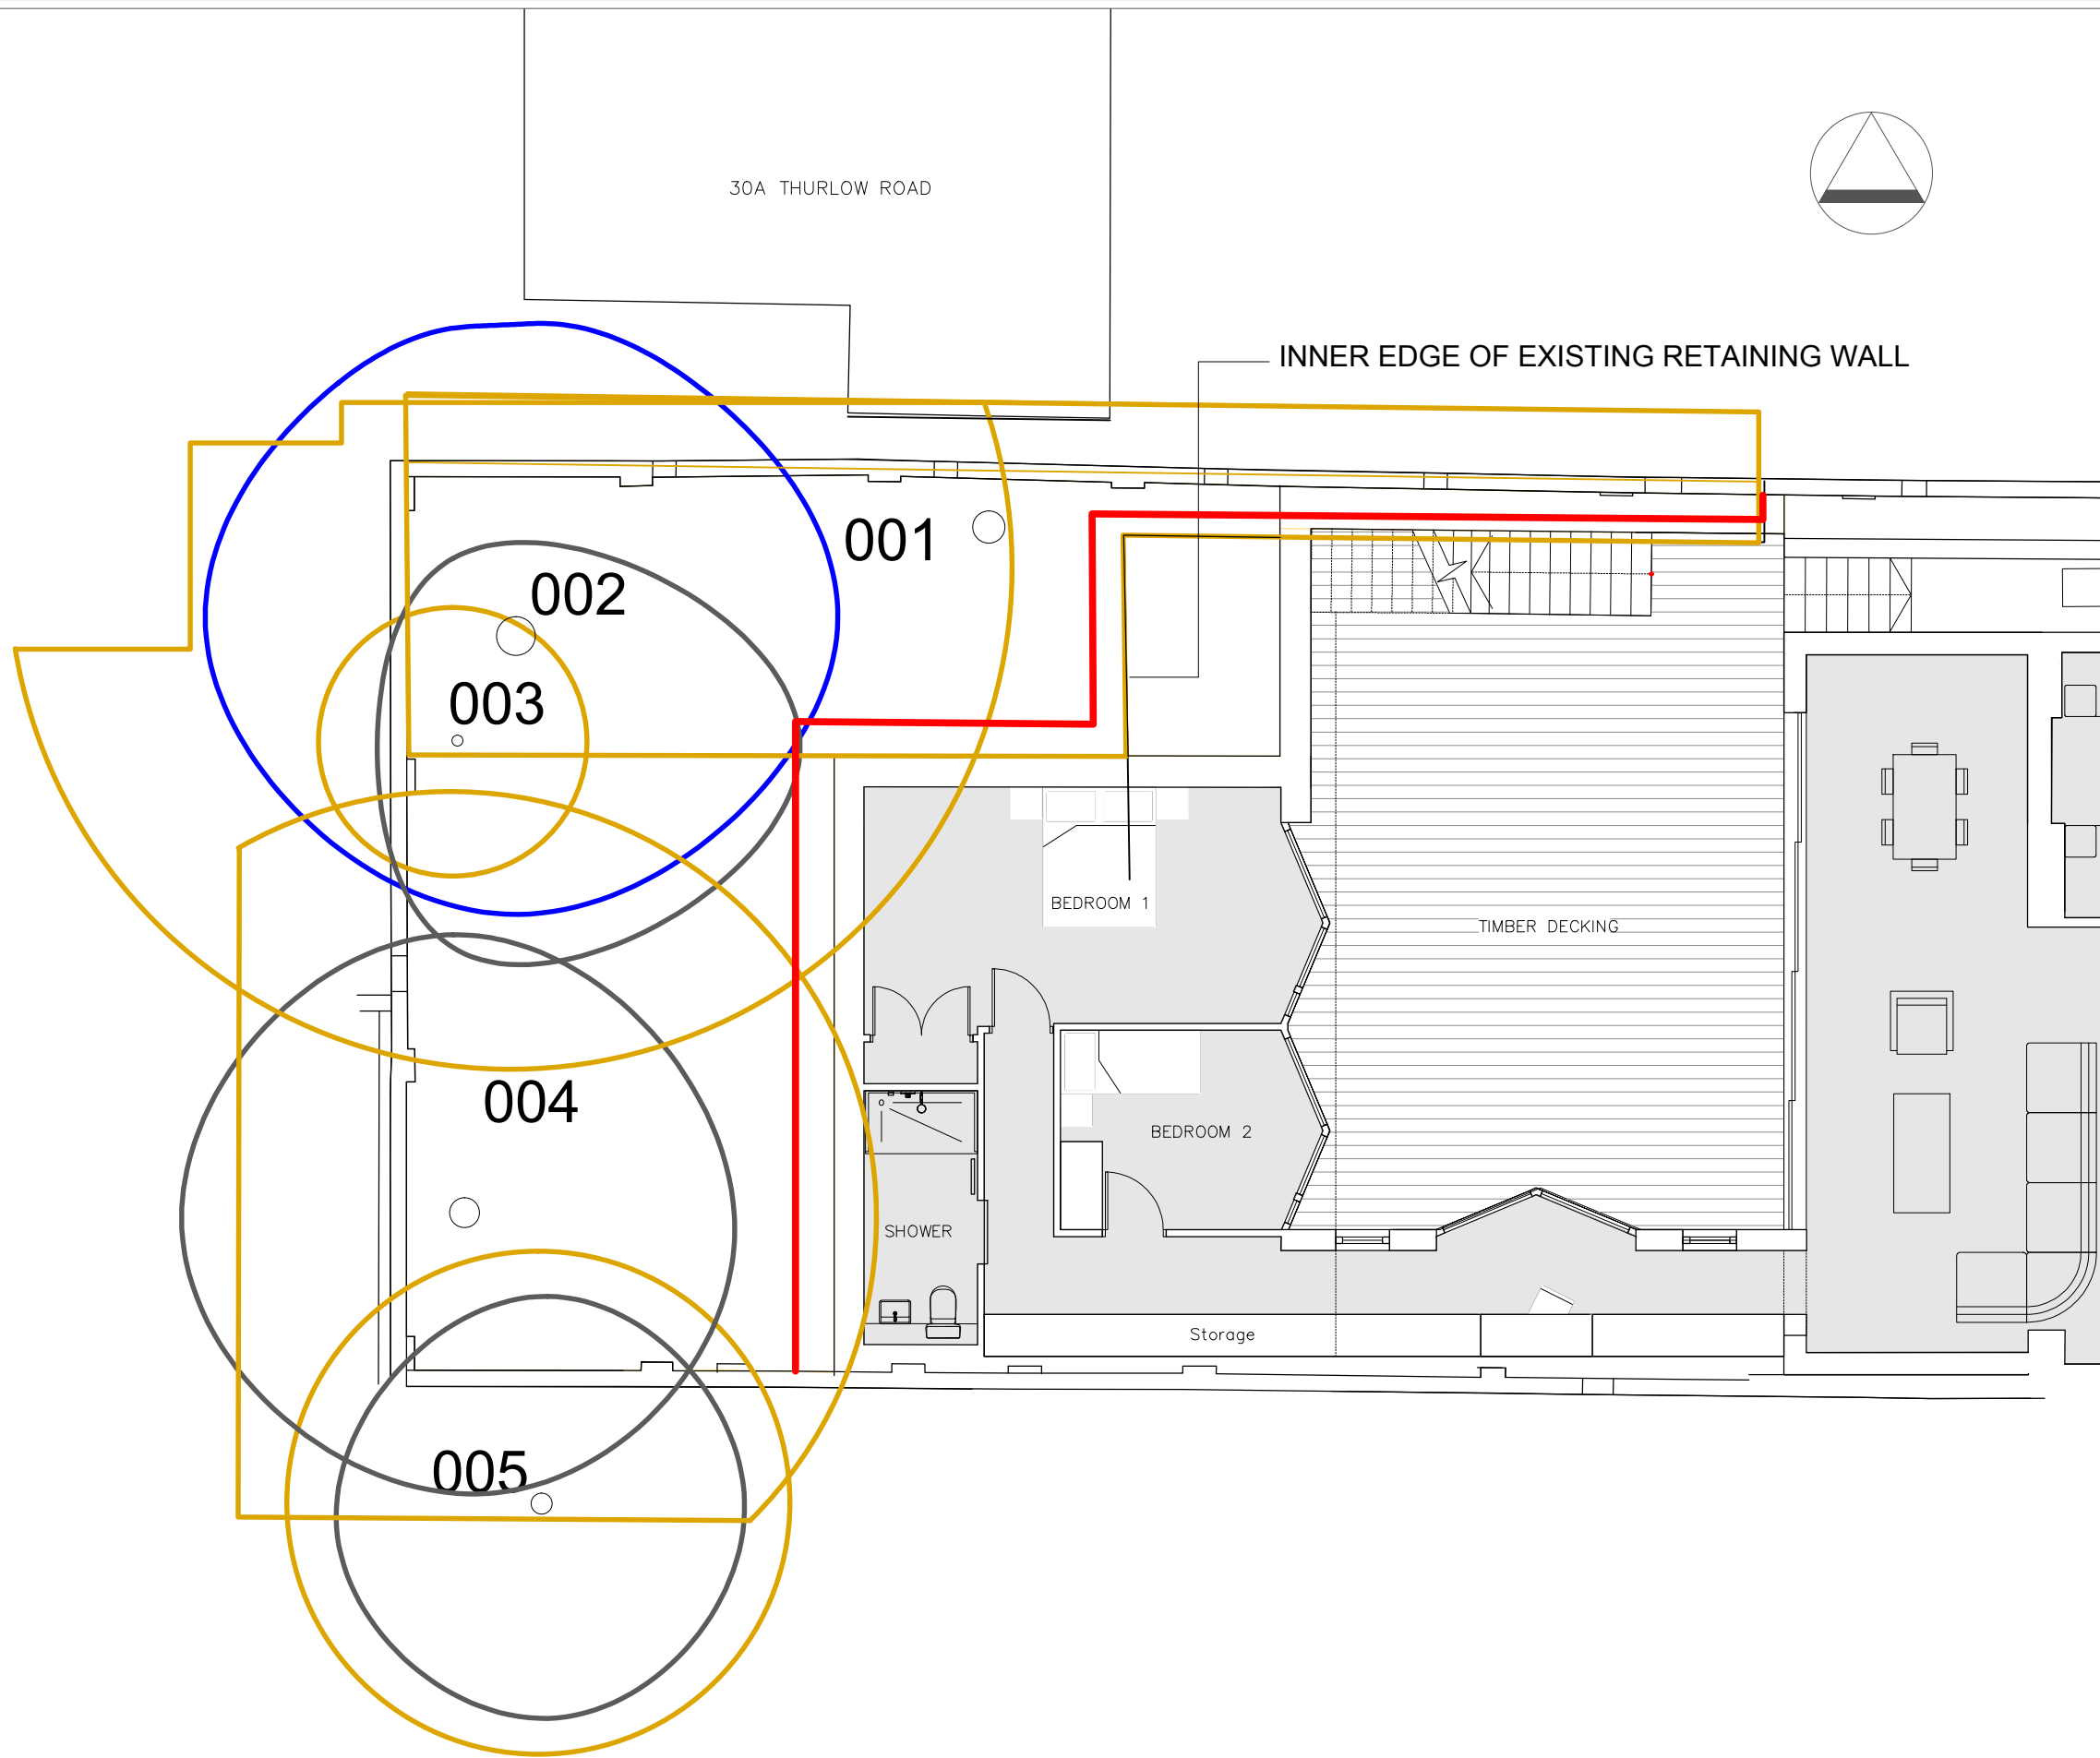 30A THURLOW ROAD
INNER EDGE OF EXISTING RETAINING WALL
001
002
003
BEDROOM 1
TIMBER DECKING
004
BEDROOM 2
SHOWER
Storage
005